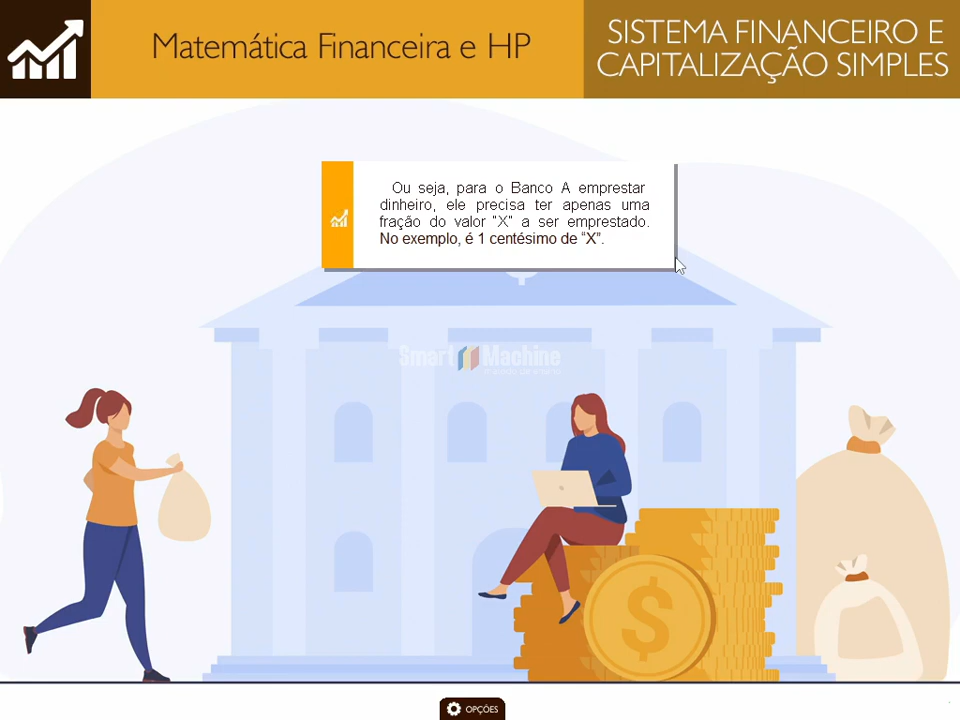 Matemática Financeira e HP
SISTEMA FINANCEIRO E
CAPITALIZAÇÃO SIMPLES
Ou seja, para o Banco A emprestar
dinheiro, ele precisa ter apenas uma
fração do valor "X" a ser emprestado.
No exemplo, é 1 centésimo de "X".
Smart Machine
$
OPÇÕES